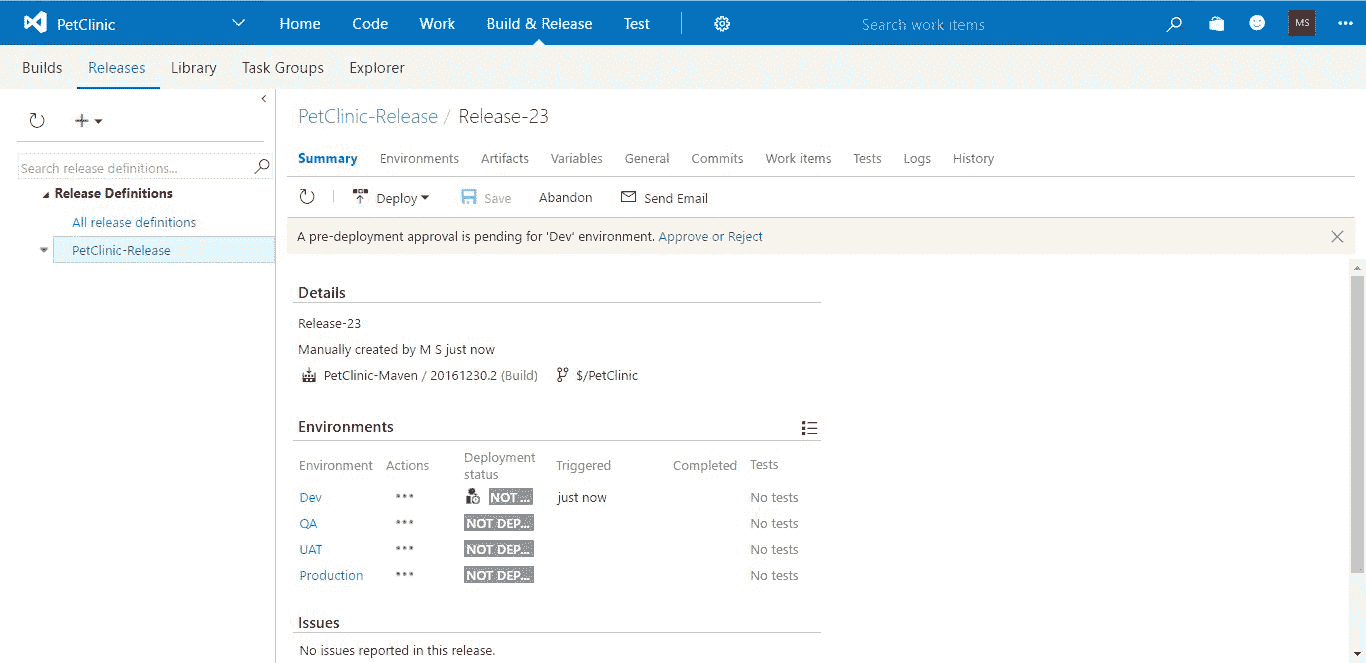 PetClinic Home Code Work Build & Release Test Search work items MS
Builds Releases Library Task Groups Explorer
Search release definitions...
Release Definitions
All release definitions
PetClinic-Release
PetClinic-Release / Release-23
Summary Environments Artifacts Variables General Commits Work items Tests Logs History
Deploy Save Abandon Send Email
A pre-deployment approval is pending for 'Dev' environment. Approve or Reject
Details
Release-23
Manually created by M S just now
PetClinic-Maven / 20161230.2 (Build) $/PetClinic
Environments
Environment Actions Deployment status Triggered Completed Tests
Dev NOT ... just now No tests
QA NOT DEP... No tests
UAT NOT DEP... No tests
Production NOT DEP... No tests
Issues
No issues reported in this release.